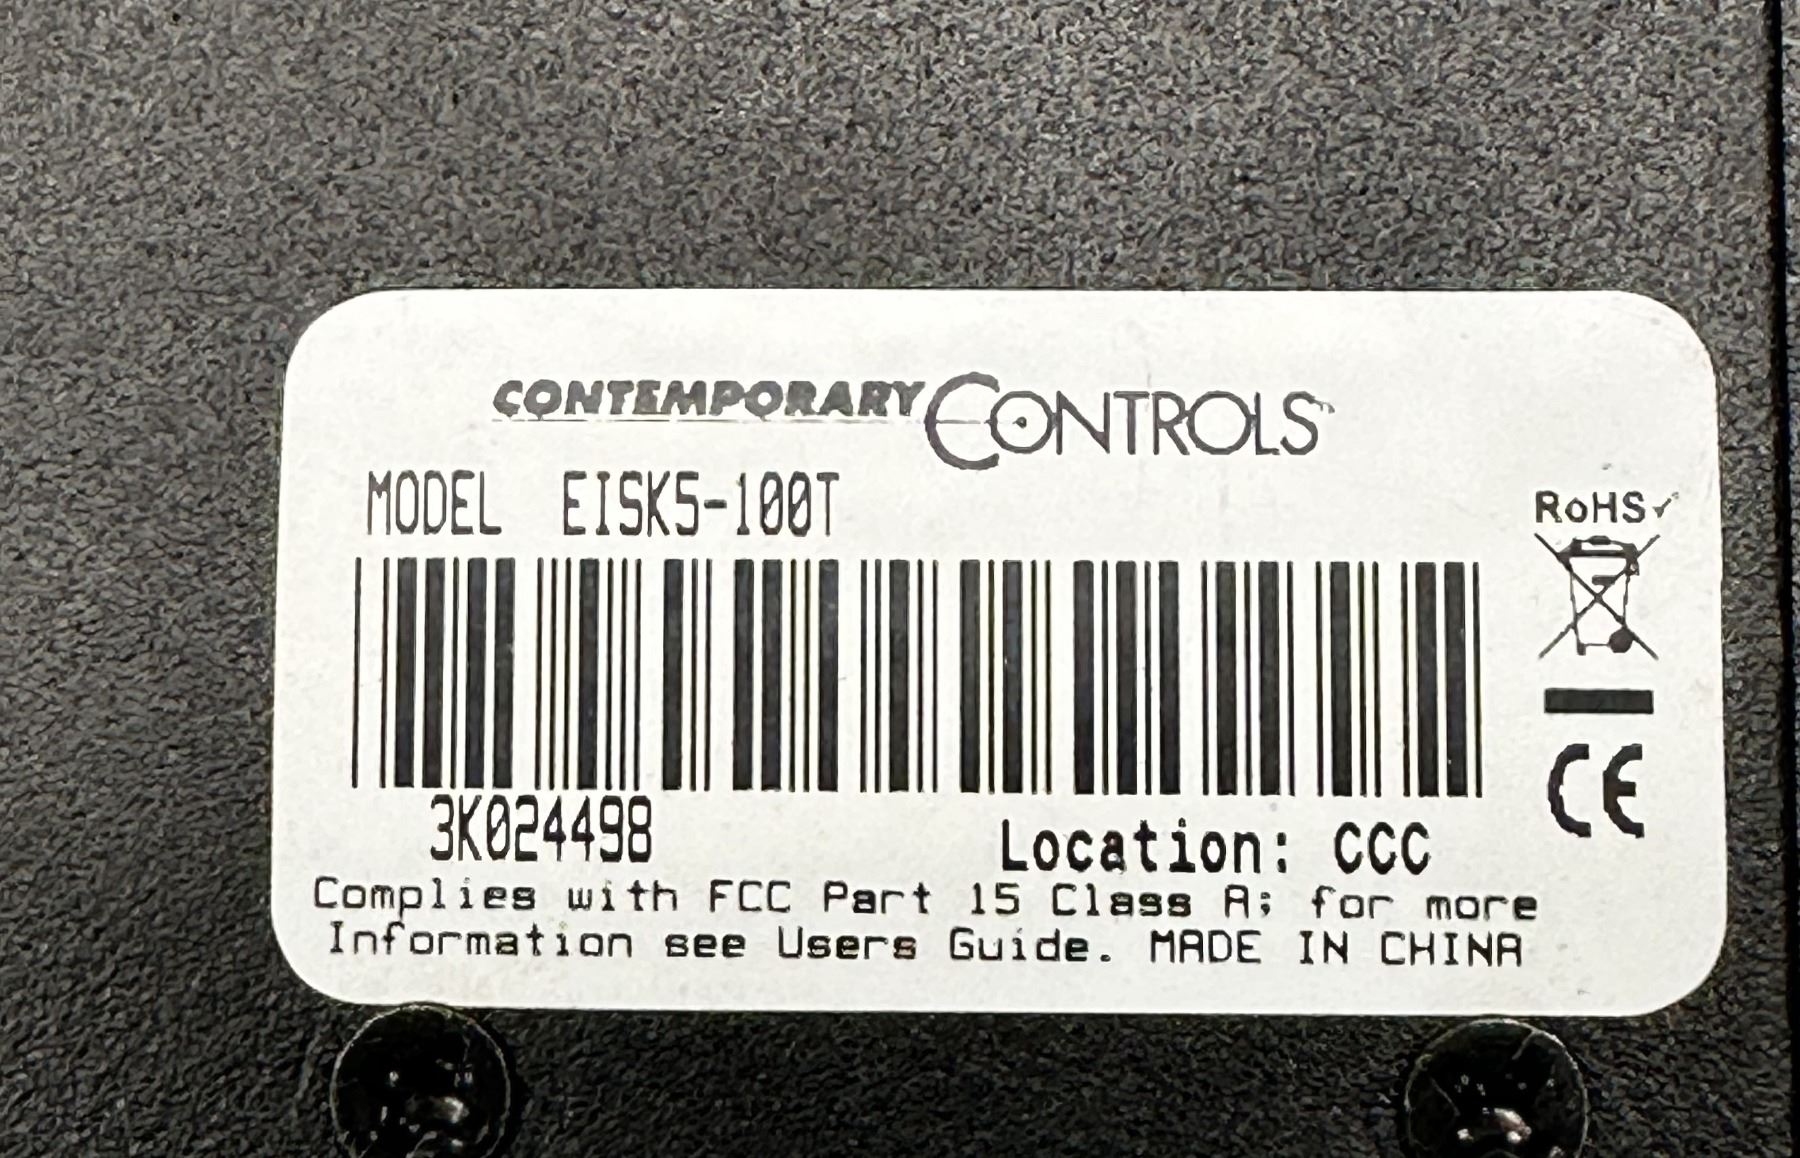 CONTEMPORARY CONTROLS™
MODEL EISK5-100T
RoHS✓
3K024498
Location: CCC
CE
Complies with FCC Part 15 Class A; for more
Information see Users Guide. MADE IN CHINA